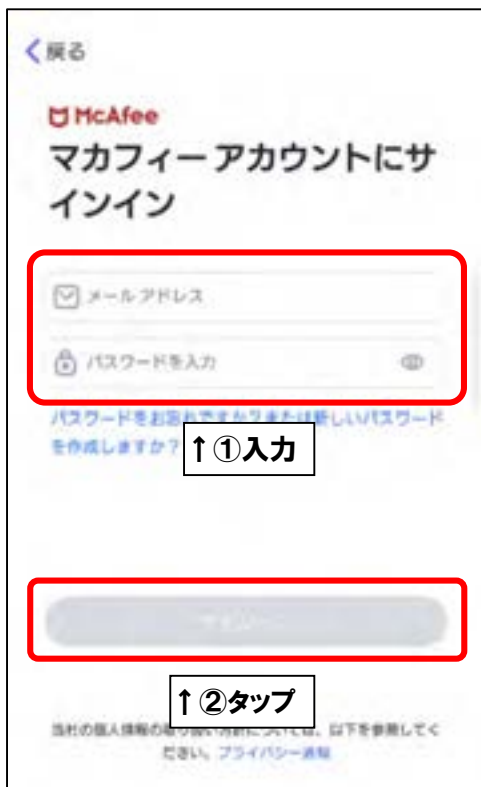 戻る
McAfee
マカフィー アカウントにサ
インイン
メール アドレス
パスワードを入力
パスワードをお忘れですか？または新しいパスワード
を作成しますか？
↑①入力
↑②タップ
当社の個人情報の取り扱い方針については、以下を参照してく
ださい。プライバシー通知